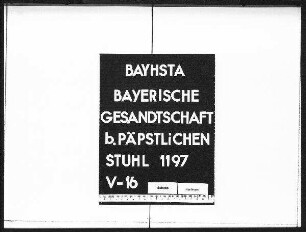 BAYHSTA
BAYERISCHE
GESANDTSCHAFT
b. PÄPSTLiCHEN
STUHL 1197
V-16